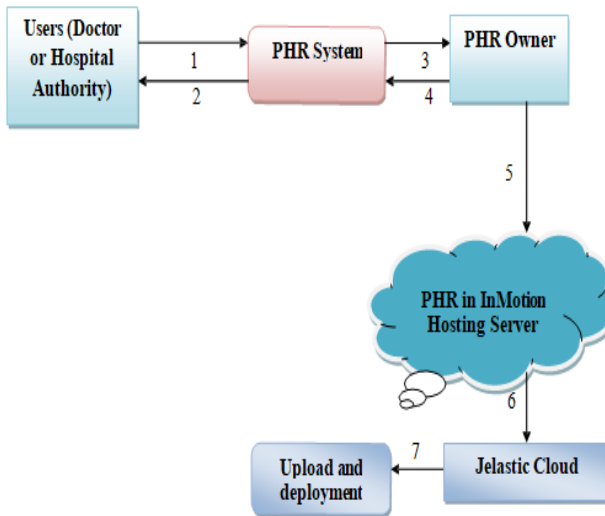 Users (Doctor
or Hospital
Authority)
1
2
PHR System
3
4
PHR Owner
5
PHR in InMotion
Hosting Server
6
Jelastic Cloud
7
Upload and
deployment